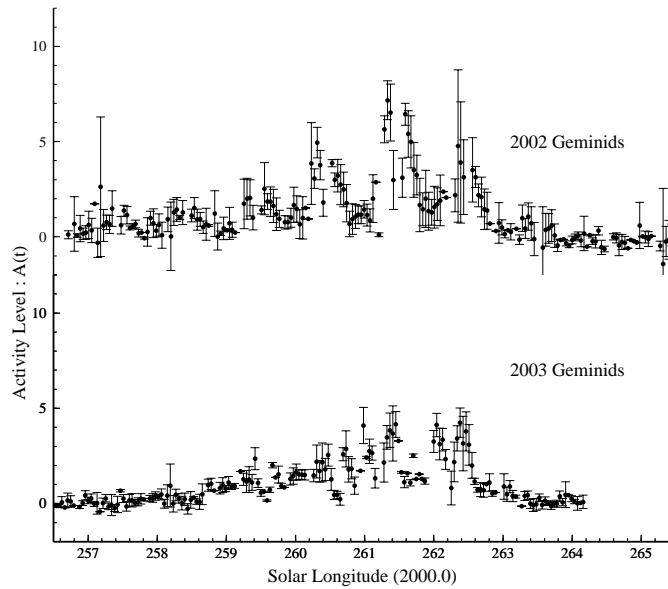 10
5
0
2002 Geminids
10
5
0
2003 Geminids
Activity Level : A(t)
257 258 259 260 261 262 263 264 265
Solar Longitude (2000.0)